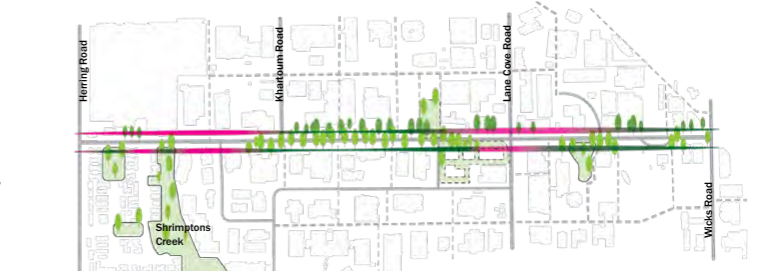 Herring Road
Khartoum Road
Lane Cove Road
Wicks Road
Shrimptons
Creek